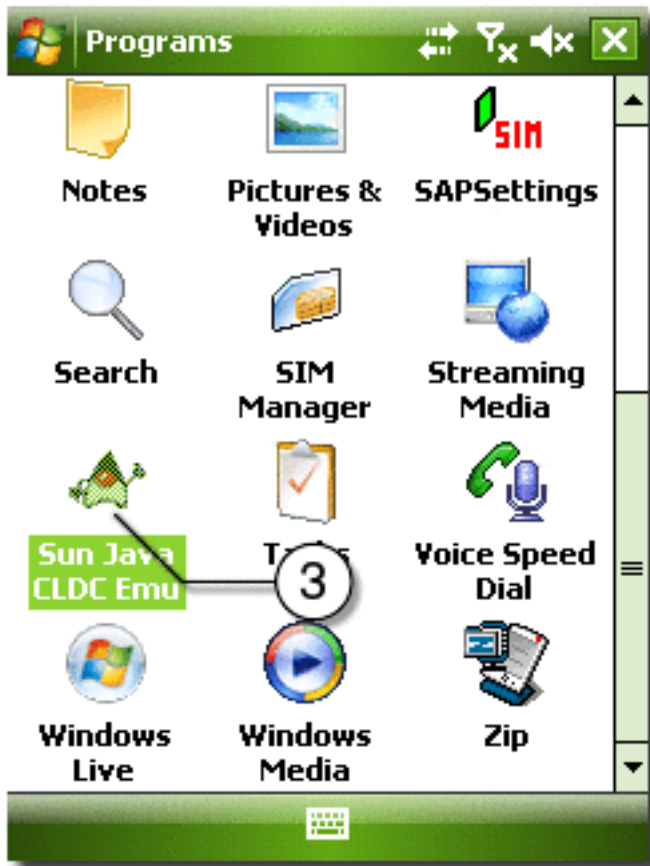 Programs
Notes
Pictures &
Videos
SIM
SAPSettings
Search
SIM
Manager
Streaming
Media
Sun Java
CLDC Emu
3
Voice Speed
Dial
Windows
Live
Windows
Media
Zip